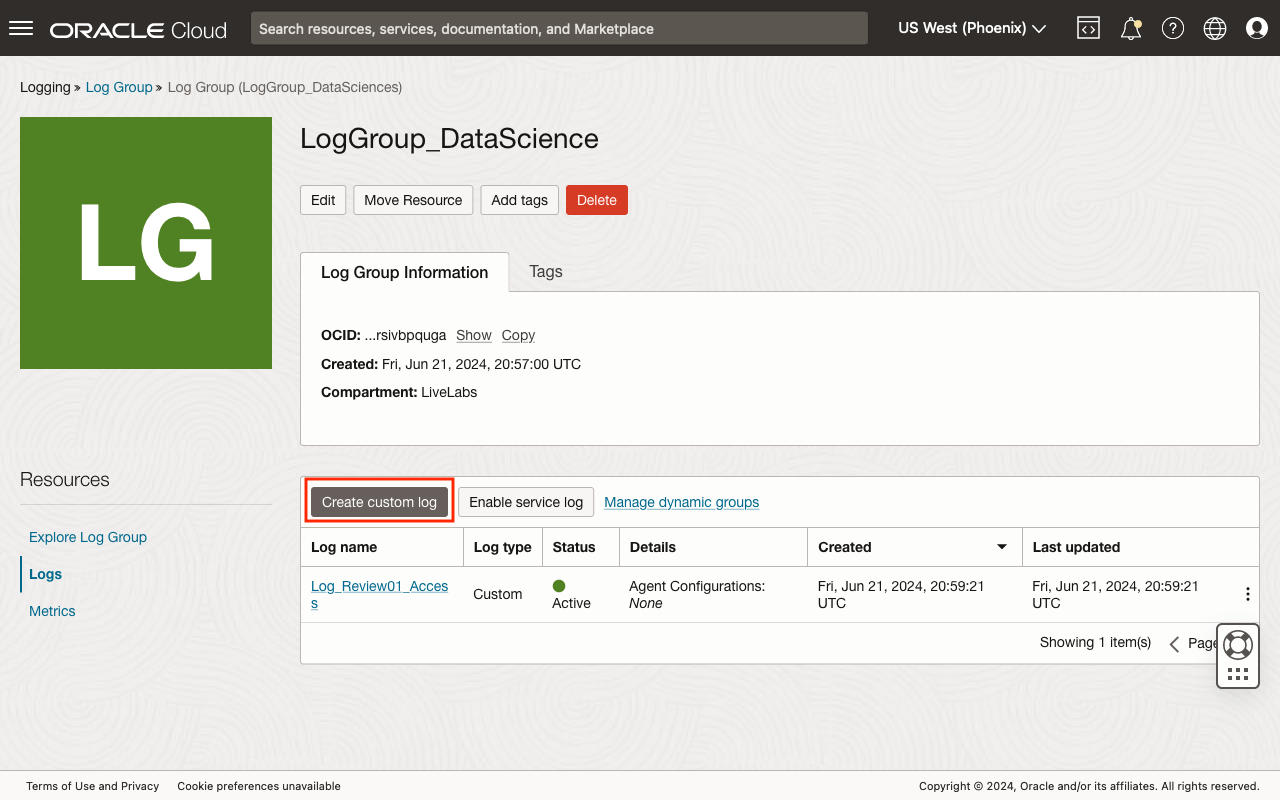 ORACLE Cloud
Search resources, services, documentation, and Marketplace
US West (Phoenix)
Logging » Log Group » Log Group (LogGroup_DataSciences)
LG
LogGroup_DataScience
Edit Move Resource Add tags Delete
Log Group Information Tags
OCID: ...rsivbpquga Show Copy
Created: Fri, Jun 21, 2024, 20:57:00 UTC
Compartment: LiveLabs
Resources
Explore Log Group
Logs
Metrics
Create custom log Enable service log Manage dynamic groups
Log name Log type Status Details Created Last updated
Log_Review01_Acces
s
Custom
Active
Agent Configurations:
None
Fri, Jun 21, 2024, 20:59:21
UTC
Fri, Jun 21, 2024, 20:59:21
UTC
Showing 1 item(s) Page
Terms of Use and Privacy Cookie preferences unavailable
Copyright © 2024, Oracle and/or its affiliates. All rights reserved.